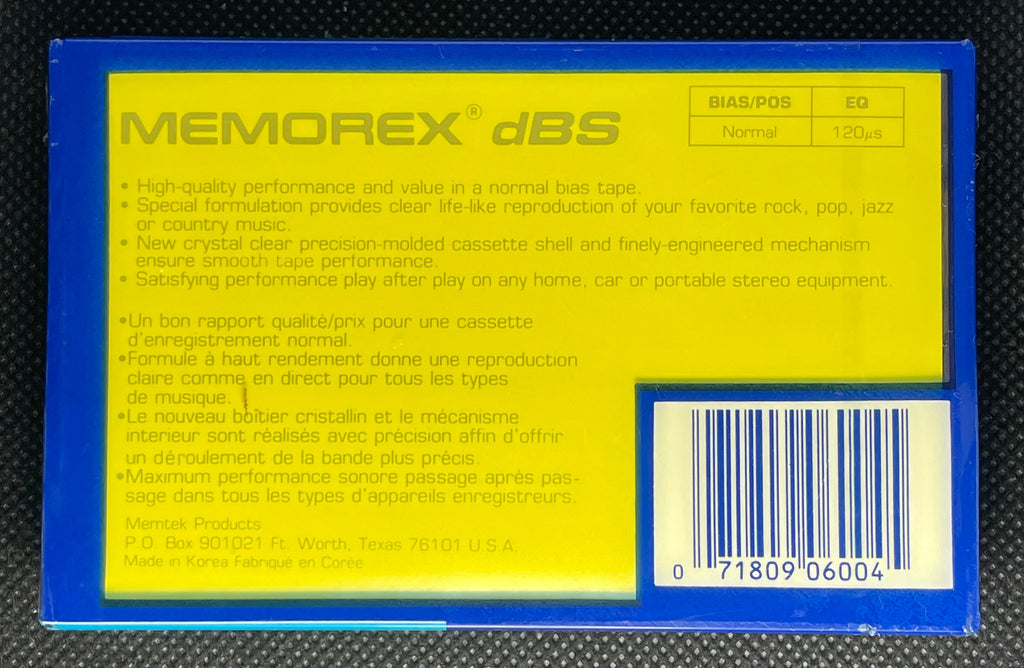 MEMOREX® dBS
BIAS/POS EQ
Normal 120µs
• High-quality performance and value in a normal bias tape.
• Special formulation provides clear life-like reproduction of your favorite rock, pop, jazz
or country music.
• New crystal clear precision-molded cassette shell and finely-engineered mechanism
ensure smooth tape performance.
• Satisfying performance play after play on any home, car or portable stereo equipment.
•Un bon rapport qualité/prix pour une cassette
d'enregistrement normal.
•Formule à haut rendement donne une reproduction
claire comme en direct pour tous les types
de musique.
•Le nouveau boîtier cristallin et le mécanisme
interieur sont réalisés avec précision affin d'offrir
un déroulement de la bande plus précis.
•Maximum performance sonore passage après pas-
sage dans tous les types d'appareils enregistreurs.
Memtek Products
P.O. Box 901021 Ft. Worth, Texas 76101 U.S.A.
Made in Korea Fabriqué en Corée
0 71809 06004